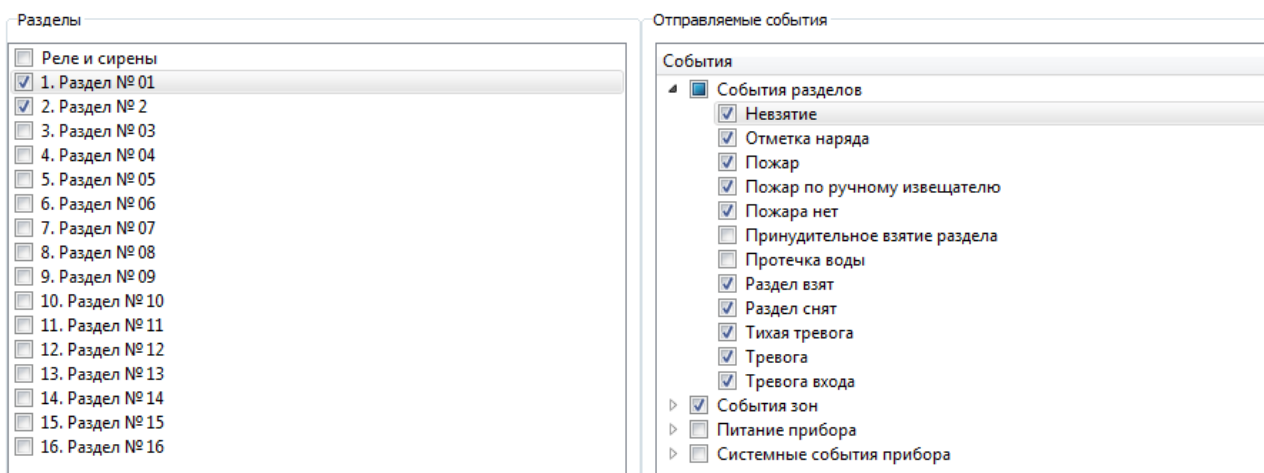 Разделы
Реле и сирены
1. Раздел № 01
2. Раздел № 2
3. Раздел № 03
4. Раздел № 04
5. Раздел № 05
6. Раздел № 06
7. Раздел № 07
8. Раздел № 08
9. Раздел № 09
10. Раздел № 10
11. Раздел № 11
12. Раздел № 12
13. Раздел № 13
14. Раздел № 14
15. Раздел № 15
16. Раздел № 16
Отправляемые события
События
События разделов
Невзятие
Отметка наряда
Пожар
Пожар по ручному извещателю
Пожара нет
Принудительное взятие раздела
Протечка воды
Раздел взят
Раздел снят
Тихая тревога
Тревога
Тревога входа
События зон
Питание прибора
Системные события прибора